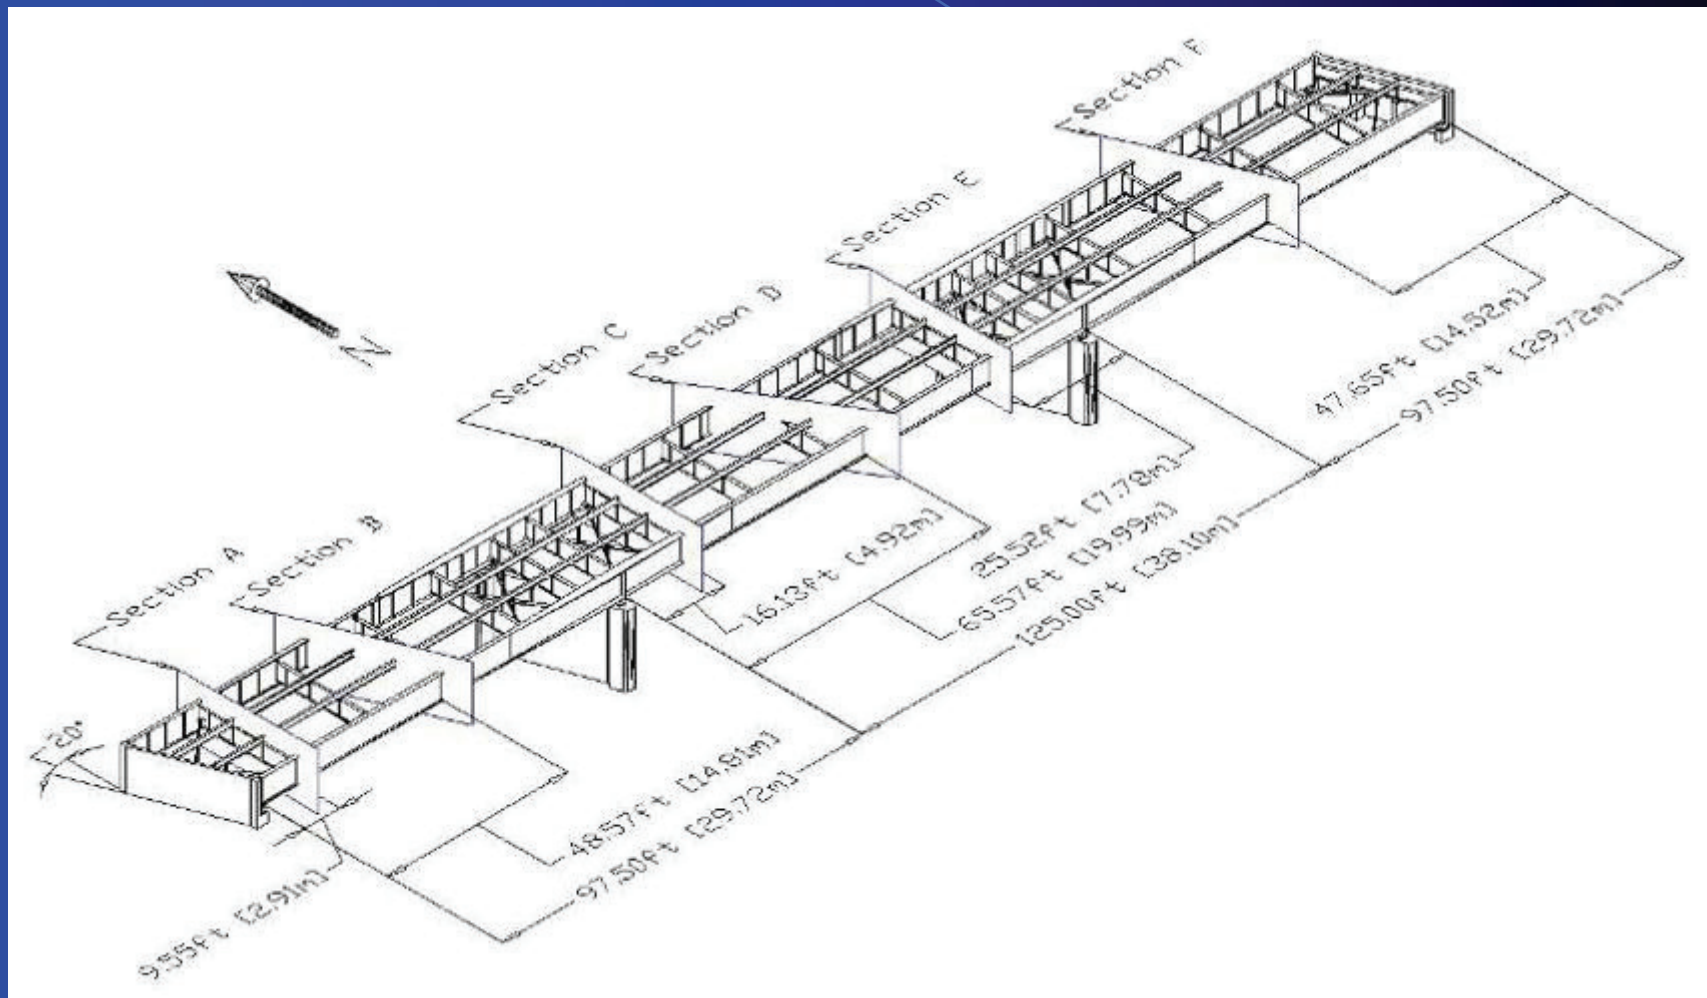 Section F
Section E
Section D
Section C
Section B
Section A
N
20°
47.65ft [14.52m]
97.50ft [29.72m]
25.52ft [7.78m]
65.57ft [19.99m]
125.00ft [38.10m]
16.13ft [4.92m]
48.57ft [14.81m]
97.50ft [29.72m]
9.55ft [2.91m]